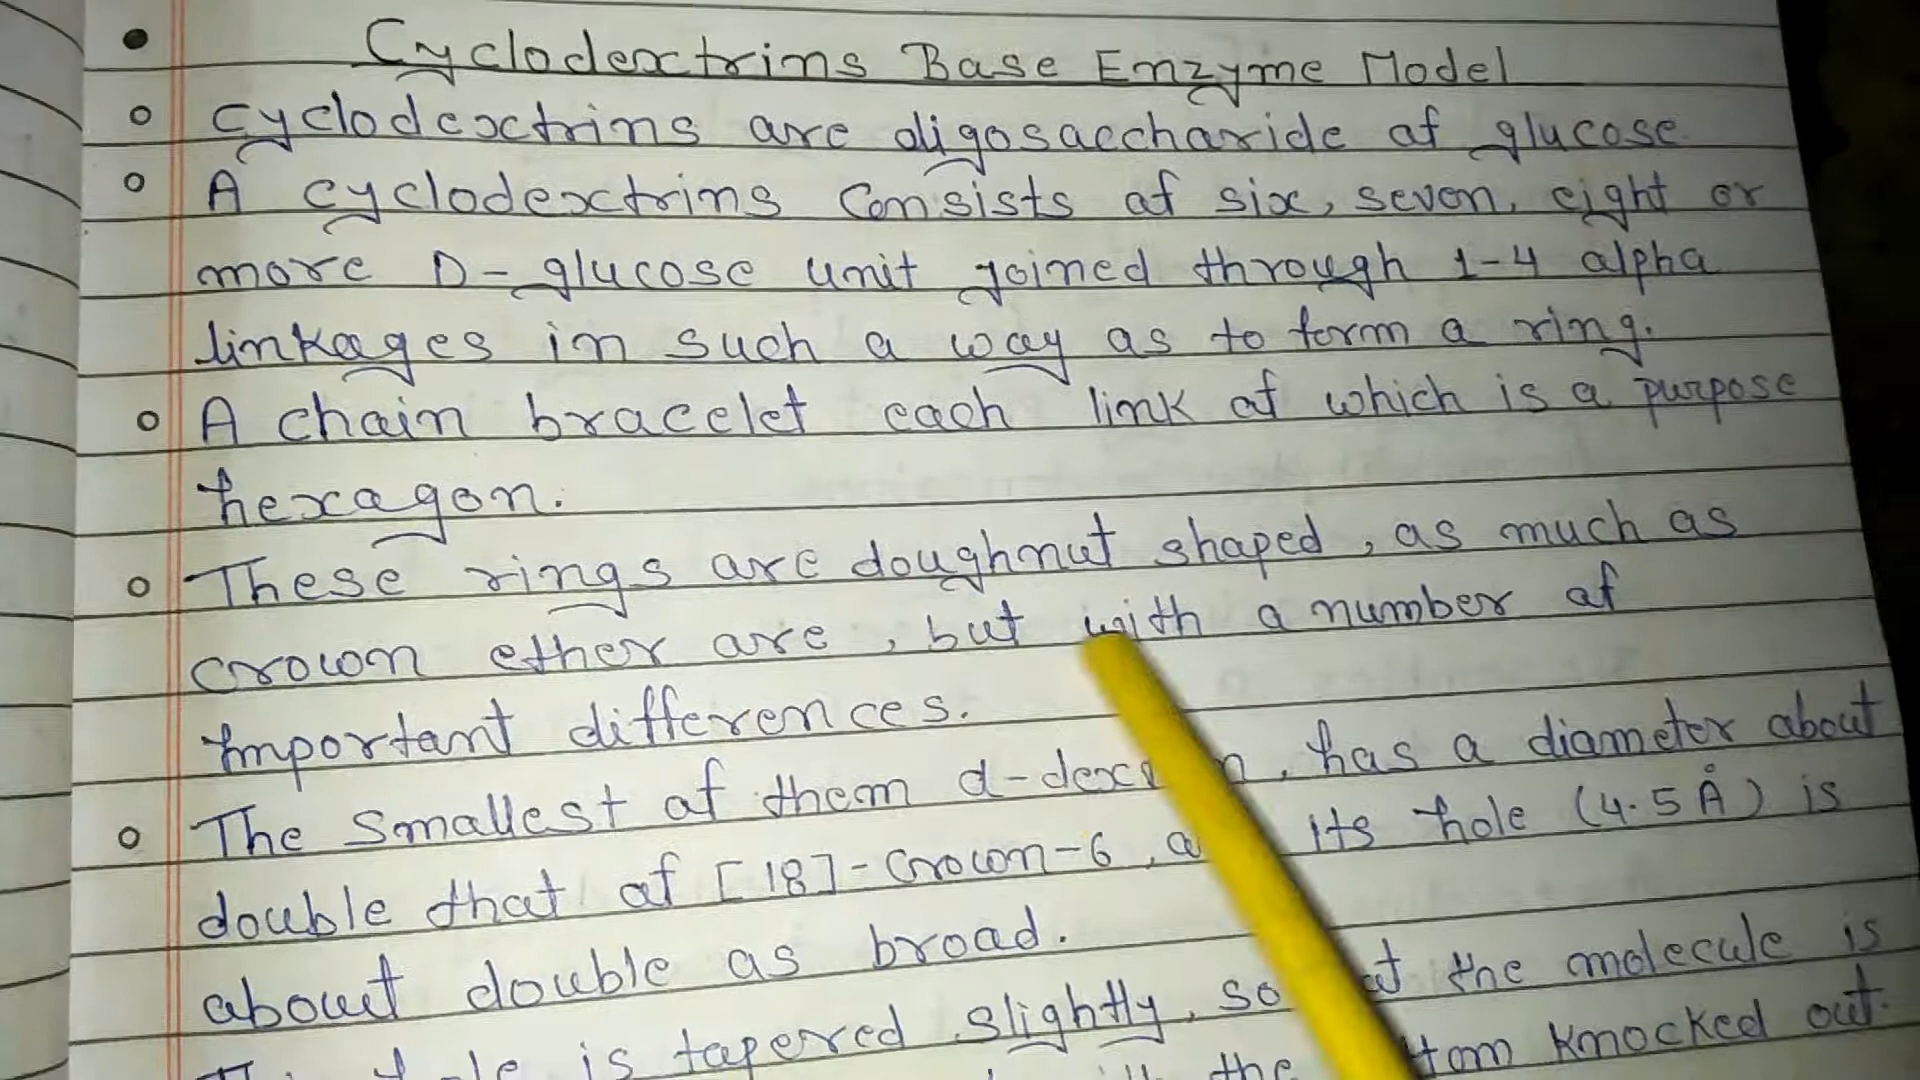 Cyclodextrins Base Enzyme Model
cyclodextrins are oligosaccharide of glucose
A cyclodextrins Consists of six, seven, eight or
more D-glucose unit joined through 1-4 alpha
linkages in such a way as to form a ring.
A chain bracelet each link of which is a purpose
hexagon.
These rings are doughnut shaped, as much as
crown ether are, but with a number of
Important differences.
The smallest of them has a diameter about
double that of [18]-crown-6, its hole (4.5Å) is
about double as broad.
is tapered slightly, so the molecule is
the knocked out.